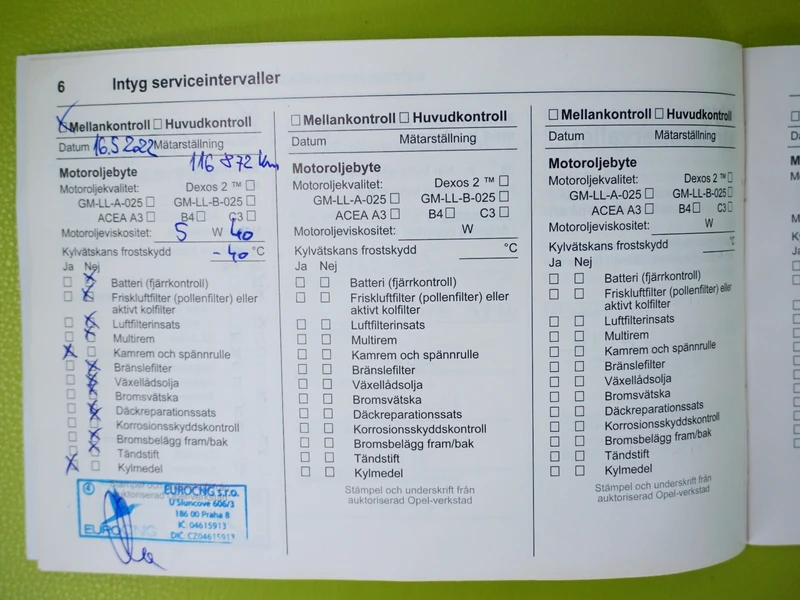 6 Intyg serviceintervaller
Mellankontroll Huvudkontroll
Datum 16.5 2022 Mätarställning
116 872 km
Motoroljebyte
Motoroljekvalitet: Dexos 2 ™
GM-LL-A-025 GM-LL-B-025
ACEA A3 B4 C3
Motoroljeviskositet: 5 W 40
Kylvätskans frostskydd -40 °C
Ja Nej
Batteri (fjärrkontroll)
Friskluftfilter (pollenfilter) eller
aktivt kolfilter
Luftfilterinsats
Multirem
Kamrem och spännrulle
Bränslefilter
Växellådsolja
Bromsvätska
Däckreparationssats
Korrosionsskyddskontroll
Bromsbelägg fram/bak
Tändstift
Kylmedel
Stämpel och underskrift från
auktoriserad Opel-verkstad
4
EUROCNG s.r.o.
U Sluncové 606/3
186 00 Praha 8
IČ: 04615913
DIČ: CZ04615913
EUROCNG
Mellankontroll Huvudkontroll
Datum Mätarställning
Motoroljebyte
Motoroljekvalitet: Dexos 2 ™
GM-LL-A-025 GM-LL-B-025
ACEA A3 B4 C3
Motoroljeviskositet: W
Kylvätskans frostskydd °C
Ja Nej
Batteri (fjärrkontroll)
Friskluftfilter (pollenfilter) eller
aktivt kolfilter
Luftfilterinsats
Multirem
Kamrem och spännrulle
Bränslefilter
Växellådsolja
Bromsvätska
Däckreparationssats
Korrosionsskyddskontroll
Bromsbelägg fram/bak
Tändstift
Kylmedel
Stämpel och underskrift från
auktoriserad Opel-verkstad
Mellankontroll Huvudkontroll
Datum Mätarställning
Motoroljebyte
Motoroljekvalitet: Dexos 2 ™
GM-LL-A-025 GM-LL-B-025
ACEA A3 B4 C3
Motoroljeviskositet: W
Kylvätskans frostskydd °C
Ja Nej
Batteri (fjärrkontroll)
Friskluftfilter (pollenfilter) eller
aktivt kolfilter
Luftfilterinsats
Multirem
Kamrem och spännrulle
Bränslefilter
Växellådsolja
Bromsvätska
Däckreparationssats
Korrosionsskyddskontroll
Bromsbelägg fram/bak
Tändstift
Kylmedel
Stämpel och underskrift från
auktoriserad Opel-verkstad